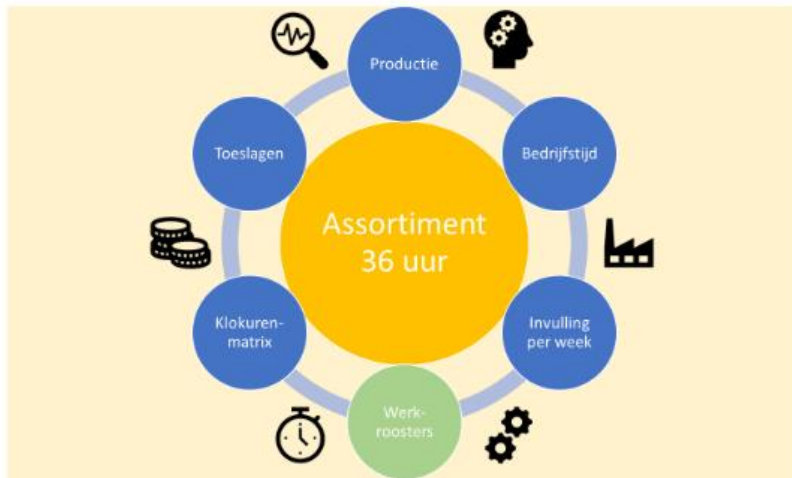 Productie
Toeslagen
Bedrijfstijd
Assortiment
36 uur
Klokuren-
matrix
Invulling
per week
Werk-
roosters